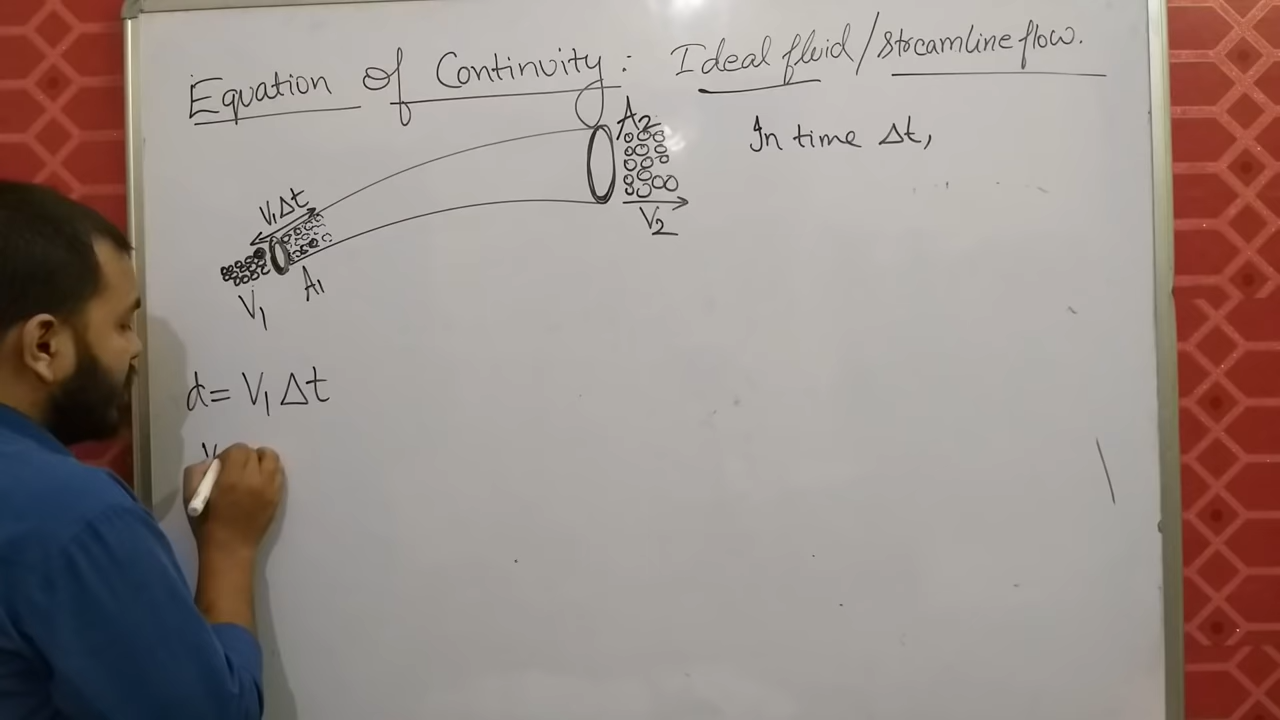 Equation of Continuity : Ideal fluid / streamline flow.
In time Δt,
A2
V2
V1Δt
A1
V1
d = V1 Δt
V